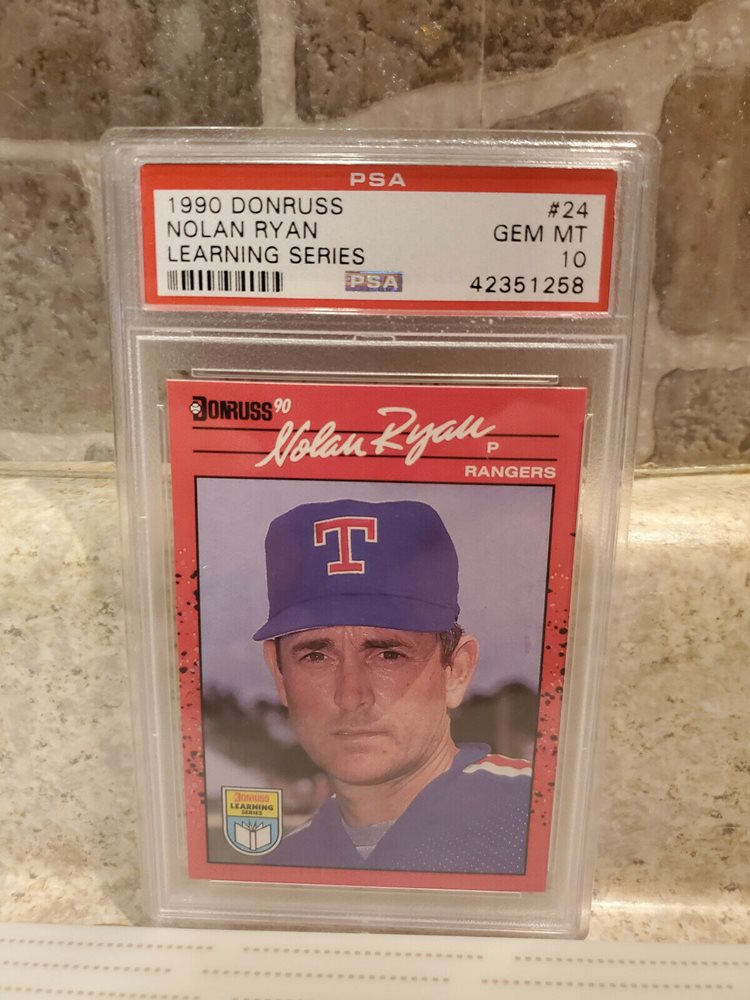 PSA
1990 DONRUSS #24
NOLAN RYAN GEM MT
LEARNING SERIES 10
PSA 42351258
DONRUSS '90
Nolan Ryan P
RANGERS
T
DONRUSS
LEARNING
SERIES